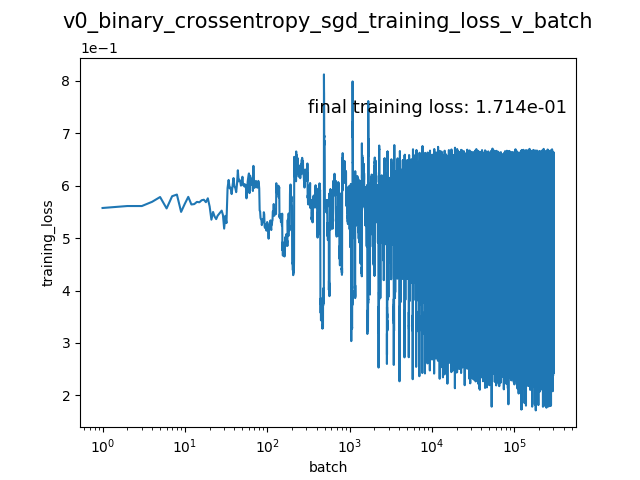 v0_binary_crossentropy_sgd_training_loss_v_batch
1e−1
final training loss: 1.714e-01
8
7
6
5
4
3
2
training_loss
10^0
10^1
10^2
10^3
10^4
10^5
batch